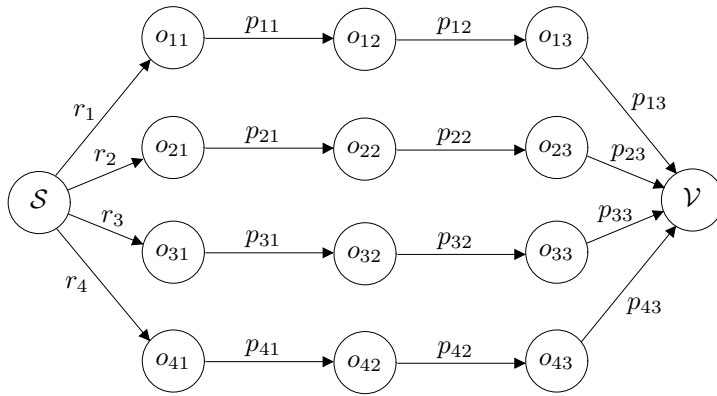 o₁₁ p₁₁ o₁₂ p₁₂ o₁₃
r₁ p₁₃
o₂₁ p₂₁ o₂₂ p₂₂ o₂₃
r₂ p₂₃
𝒮 𝒱
r₃ p₃₃
o₃₁ p₃₁ o₃₂ p₃₂ o₃₃
r₄ p₄₃
o₄₁ p₄₁ o₄₂ p₄₂ o₄₃